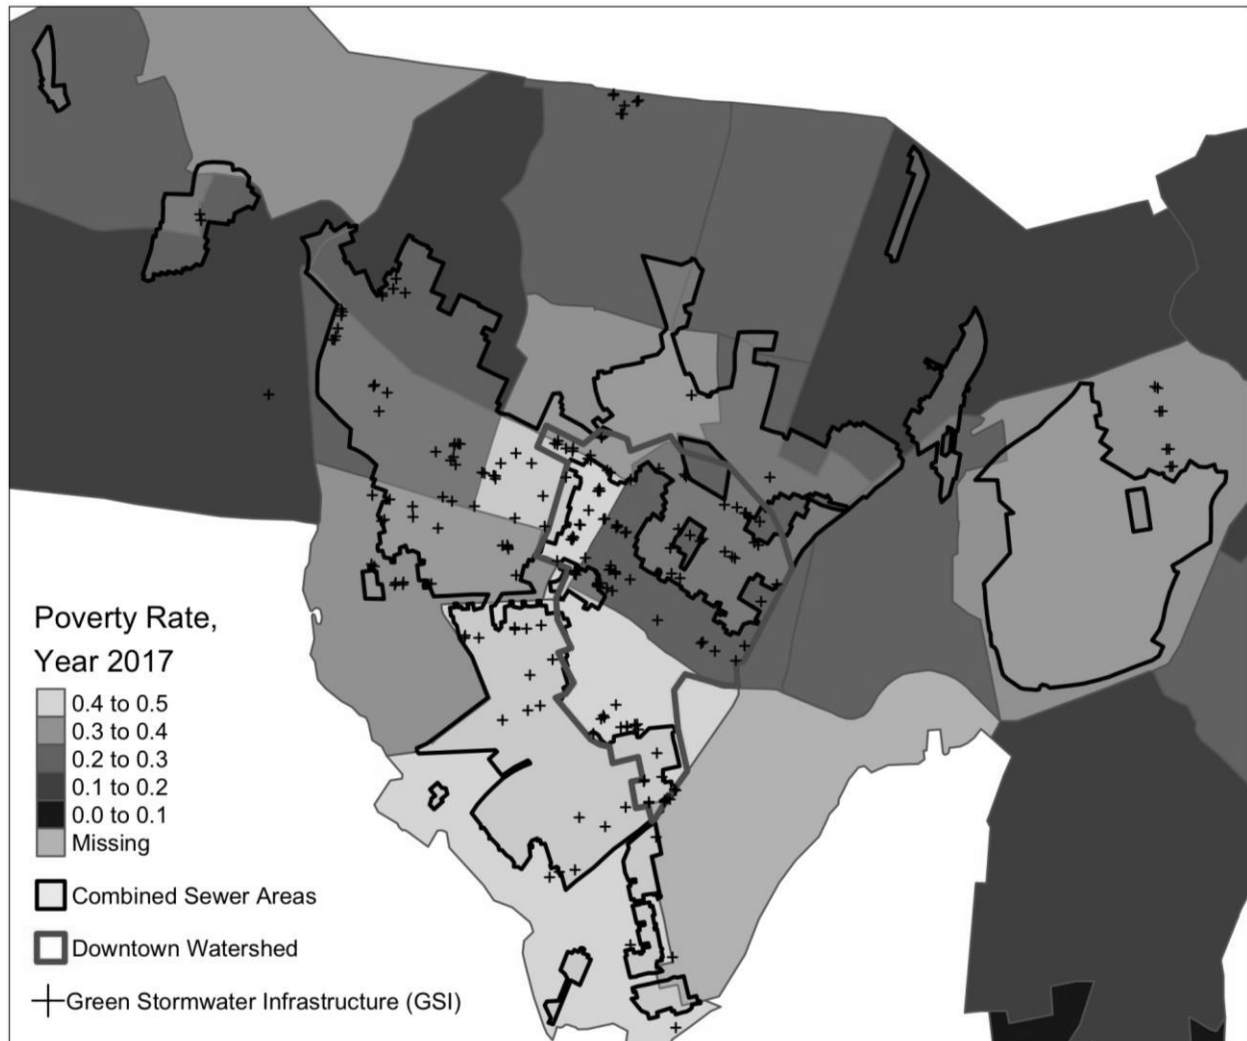 Poverty Rate,
Year 2017
0.4 to 0.5
0.3 to 0.4
0.2 to 0.3
0.1 to 0.2
0.0 to 0.1
Missing
Combined Sewer Areas
Downtown Watershed
Green Stormwater Infrastructure (GSI)